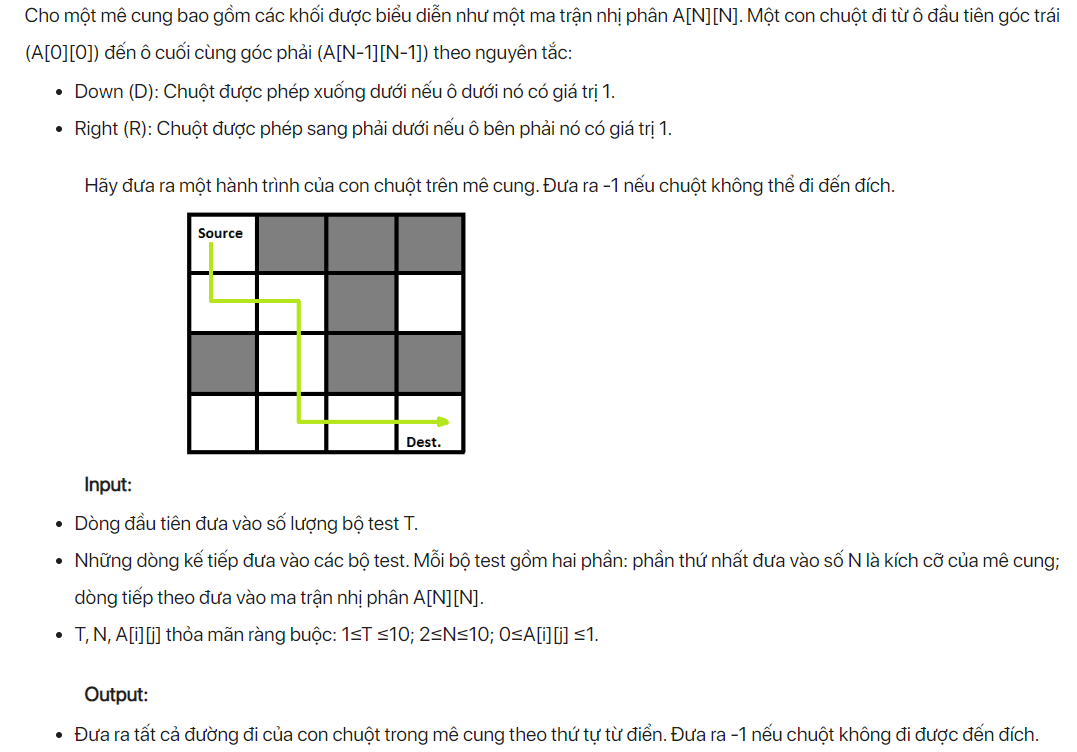 Cho một mê cung bao gồm các khối được biểu diễn như một ma trận nhị phân A[N][N]. Một con chuột đi từ ô đầu tiên góc trái
(A[0][0]) đến ô cuối cùng góc phải (A[N-1][N-1]) theo nguyên tắc:
• Down (D): Chuột được phép xuống dưới nếu ô dưới nó có giá trị 1.
• Right (R): Chuột được phép sang phải dưới nếu ô bên phải nó có giá trị 1.
Hãy đưa ra một hành trình của con chuột trên mê cung. Đưa ra -1 nếu chuột không thể đi đến đích.
Source
Dest.
Input:
• Dòng đầu tiên đưa vào số lượng bộ test T.
• Những dòng kế tiếp đưa vào các bộ test. Mỗi bộ test gồm hai phần: phần thứ nhất đưa vào số N là kích cỡ của mê cung;
dòng tiếp theo đưa vào ma trận nhị phân A[N][N].
• T, N, A[i][j] thỏa mãn ràng buộc: 1≤T ≤10; 2≤N≤10; 0≤A[i][j] ≤1.
Output:
• Đưa ra tất cả đường đi của con chuột trong mê cung theo thứ tự từ điển. Đưa ra -1 nếu chuột không đi được đến đích.